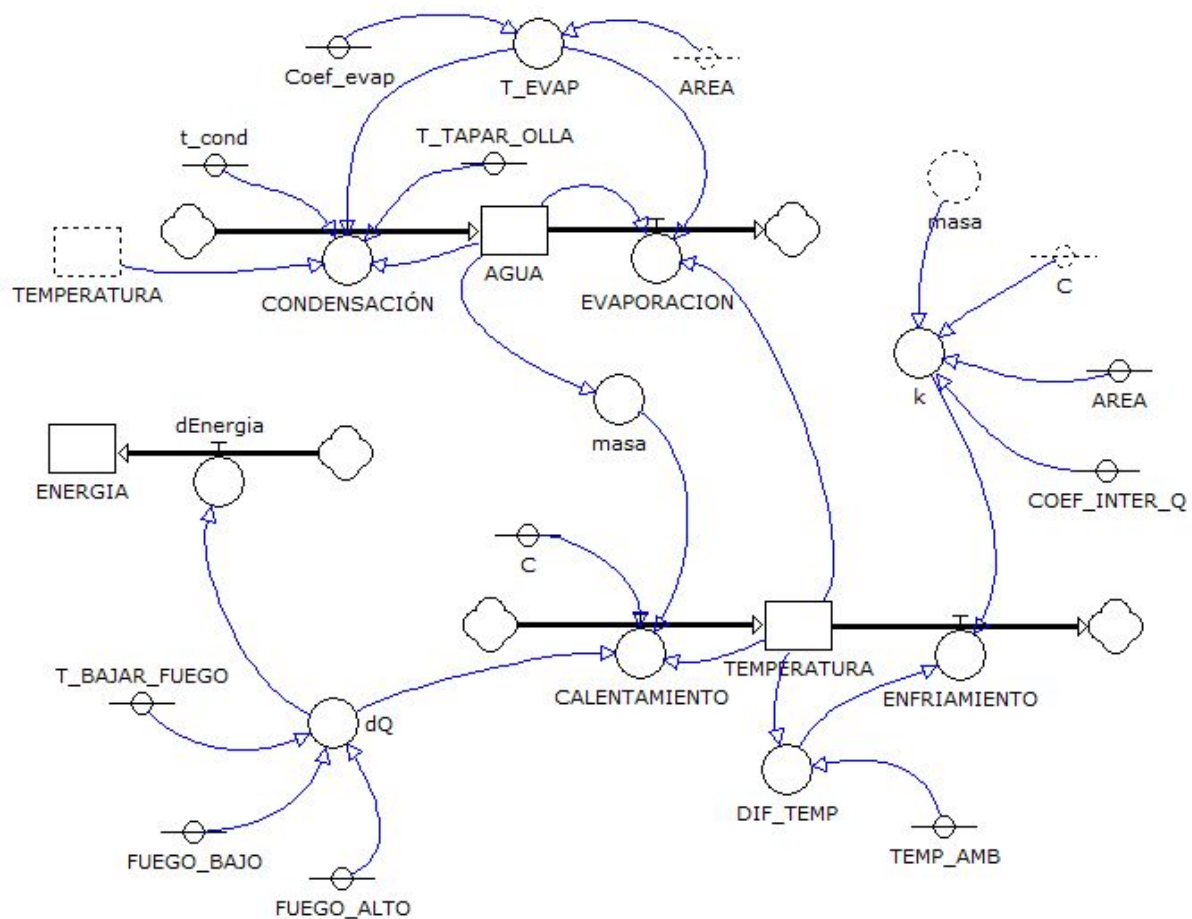 Coef_evap
T_EVAP
AREA
t_cond
T_TAPAR_OLLA
masa
TEMPERATURA
CONDENSACIÓN
AGUA
EVAPORACION
C
k
AREA
dEnergia
masa
ENERGIA
COEF_INTER_Q
C
T_BAJAR_FUEGO
CALENTAMIENTO
TEMPERATURA
ENFRIAMIENTO
dQ
DIF_TEMP
FUEGO_BAJO
TEMP_AMB
FUEGO_ALTO